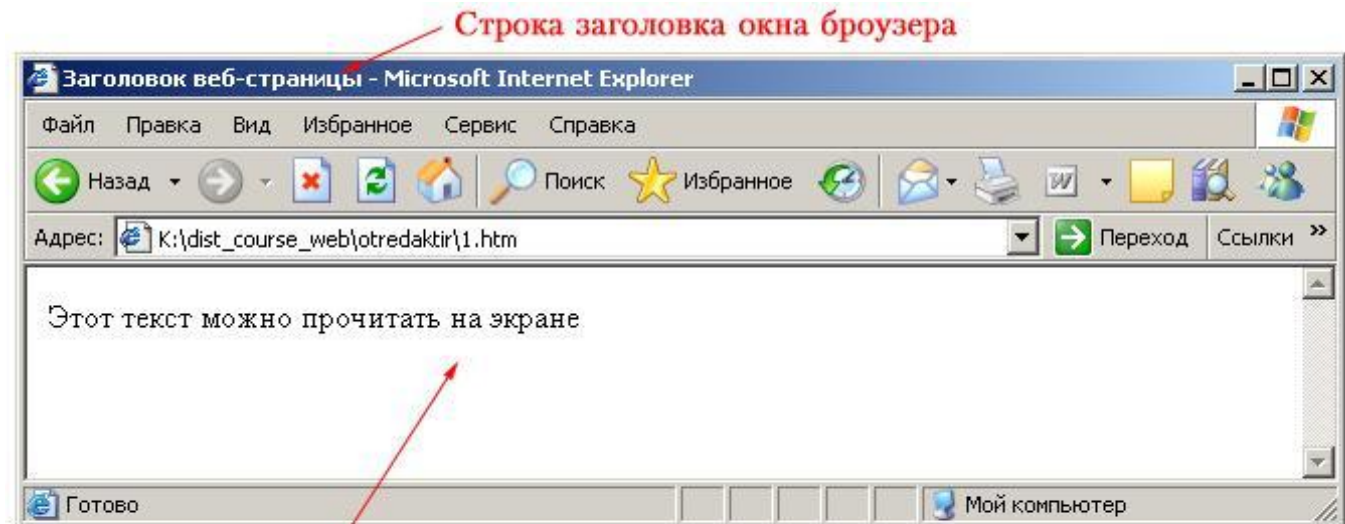 Строка заголовка окна броузера
Заголовок веб-страницы - Microsoft Internet Explorer
Файл Правка Вид Избранное Сервис Справка
Назад Поиск Избранное W
Адрес: K:\dist_course_web\otredaktir\1.htm Переход Ссылки »
Этот текст можно прочитать на экране
Готово Мой компьютер